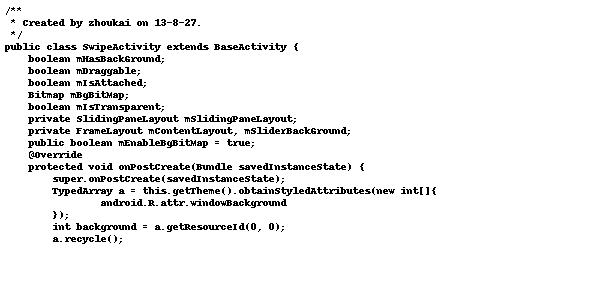 /**
 * Created by zhoukai on 13-8-27.
 */
public class SwipeActivity extends BaseActivity {
    boolean mHasBackGround;
    boolean mDraggable;
    boolean mIsAttached;
    Bitmap mBgBitMap;
    boolean mIsTransparent;
    private SlidingPaneLayout mSlidingPaneLayout;
    private FrameLayout mContentLayout, mSliderBackGround;
    public boolean mEnableBgBitMap = true;
    @Override
    protected void onPostCreate(Bundle savedInstanceState) {
        super.onPostCreate(savedInstanceState);
        TypedArray a = this.getTheme().obtainStyledAttributes(new int[]{
                android.R.attr.windowBackground
        });
        int background = a.getResourceId(0, 0);
        a.recycle();